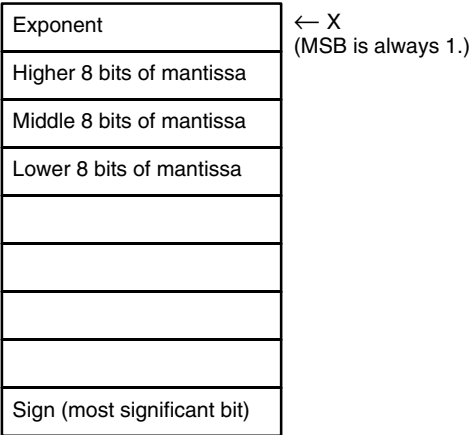 Exponent
← X
(MSB is always 1.)
Higher 8 bits of mantissa
Middle 8 bits of mantissa
Lower 8 bits of mantissa
Sign (most significant bit)